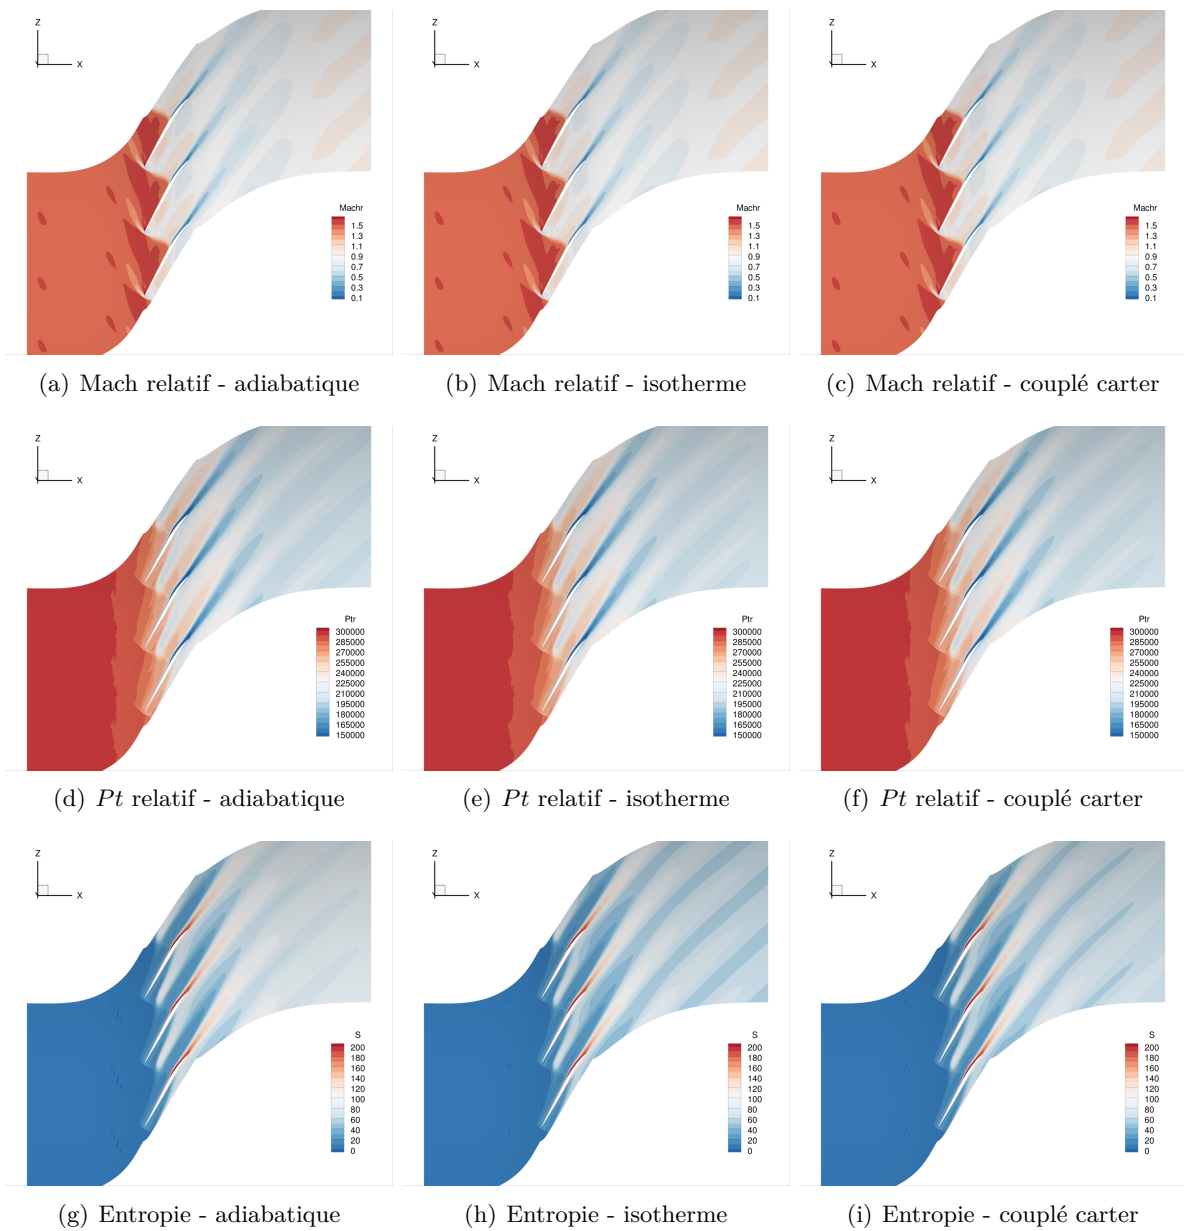 Z
X
Y
Machr
1.5
1.3
1.1
0.9
0.7
0.5
0.3
0.1
Z
X
Y
Machr
1.5
1.3
1.1
0.9
0.7
0.5
0.3
0.1
Z
X
Y
Machr
1.5
1.3
1.1
0.9
0.7
0.5
0.3
0.1
(a) Mach relatif - adiabatique
(b) Mach relatif - isotherme
(c) Mach relatif - couplé carter
Z
X
Y
Ptr
300000
285000
270000
240000
225000
210000
195000
180000
165000
150000
Z
X
Y
Ptr
300000
285000
270000
240000
225000
210000
195000
180000
165000
150000
Z
X
Y
Ptr
300000
285000
270000
240000
225000
210000
195000
180000
165000
150000
(d) Pt relatif - adiabatique
(e) Pt relatif - isotherme
(f) Pt relatif - couplé carter
Z
X
Y
S
200
180
160
140
120
100
80
60
40
20
0
Z
X
Y
S
200
180
160
140
120
100
80
60
40
20
0
Z
X
Y
S
200
180
160
140
120
100
80
60
40
20
0
(g) Entropie - adiabatique
(h) Entropie - isotherme
(i) Entropie - couplé carter